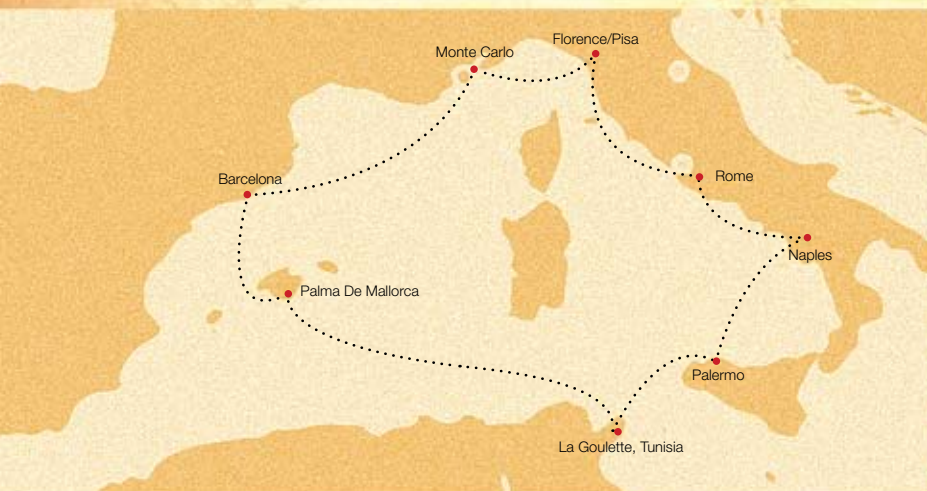 Florence/Pisa
Monte Carlo
Barcelona
Rome
Naples
Palma De Mallorca
Palermo
La Goulette, Tunisia